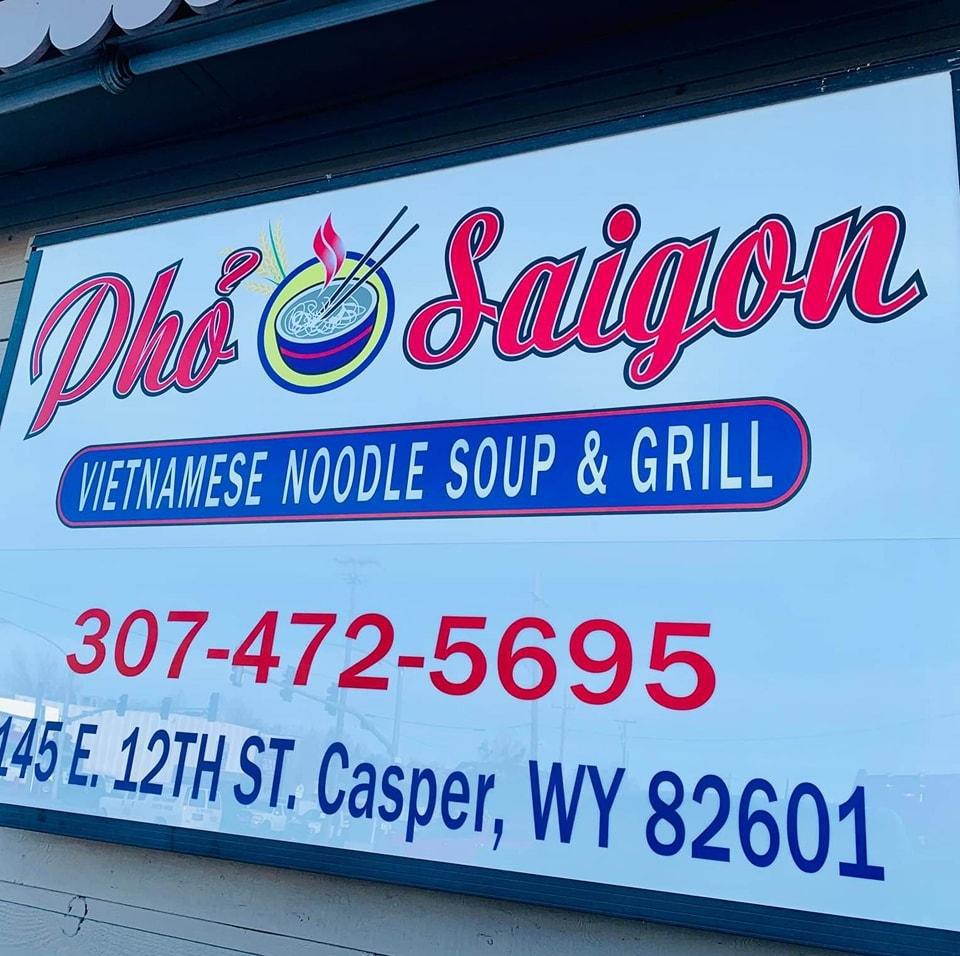 Phở Saigon
VIETNAMESE NOODLE SOUP & GRILL
307-472-5695
145 E. 12TH ST. Casper, WY 82601